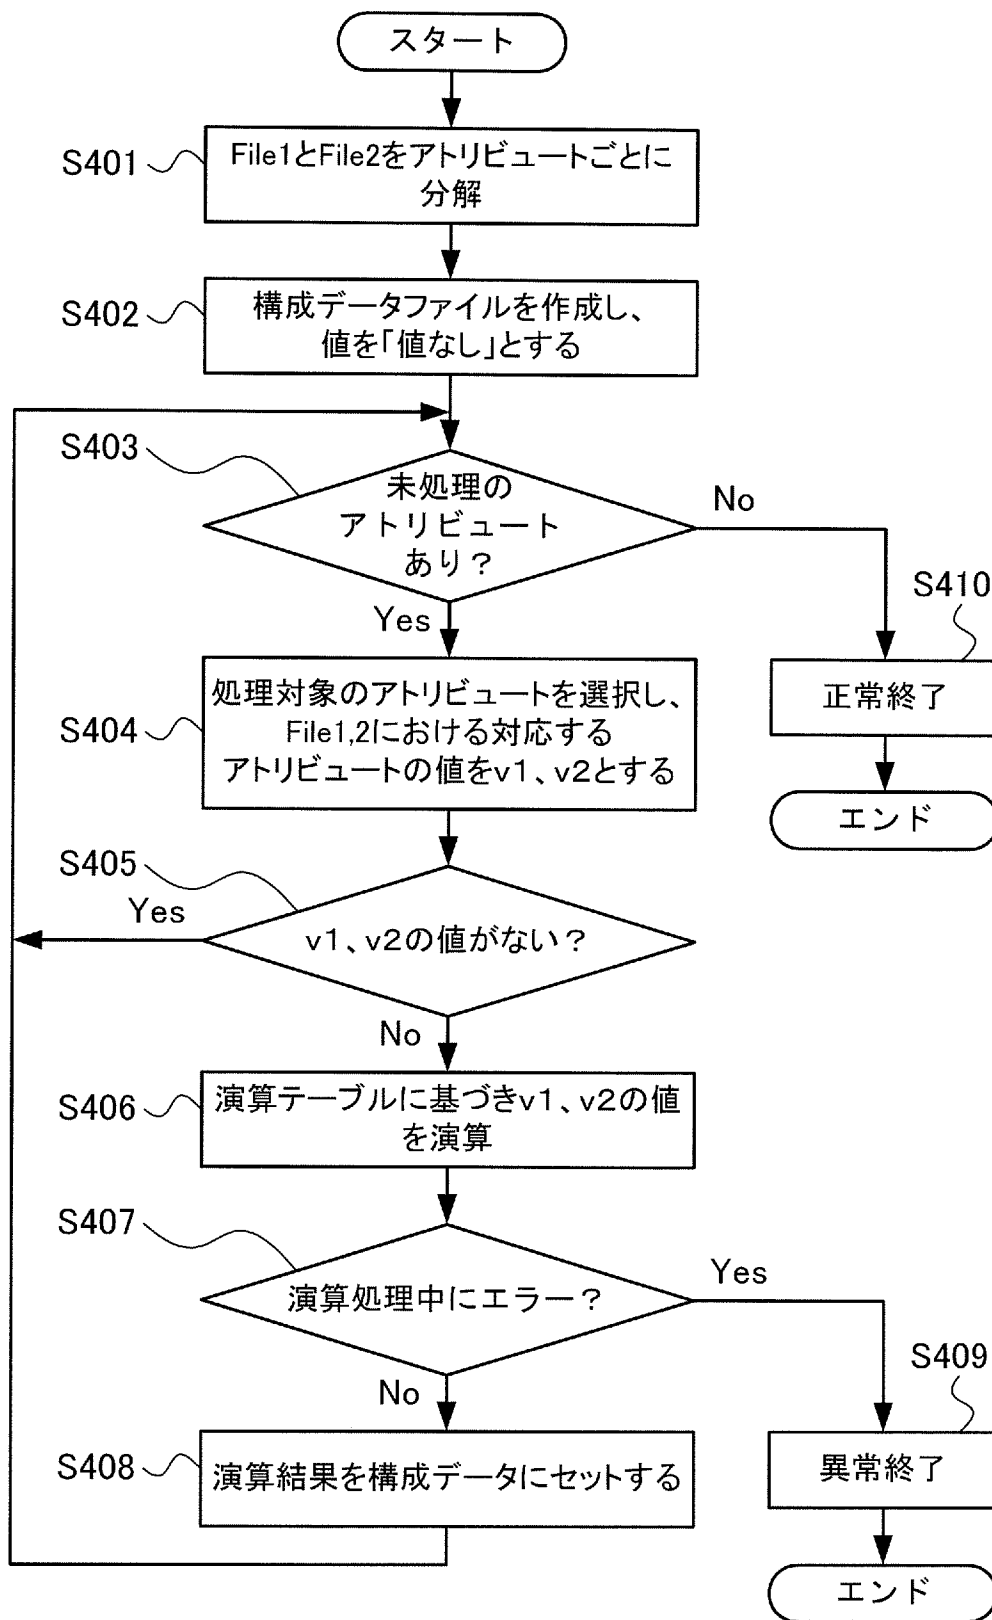 スタート
S401
File1とFile2をアトリビュートごとに
分解
S402
構成データファイルを作成し、
値を「値なし」とする
S403
未処理の
アトリビュート
あり？
No
Yes
S410
正常終了
エンド
S404
処理対象のアトリビュートを選択し、
File1,2における対応する
アトリビュートの値をv1、v2とする
S405
Yes
v1、v2の値がない？
No
S406
演算テーブルに基づきv1、v2の値
を演算
S407
演算処理中にエラー？
Yes
No
S409
異常終了
エンド
S408
演算結果を構成データにセットする